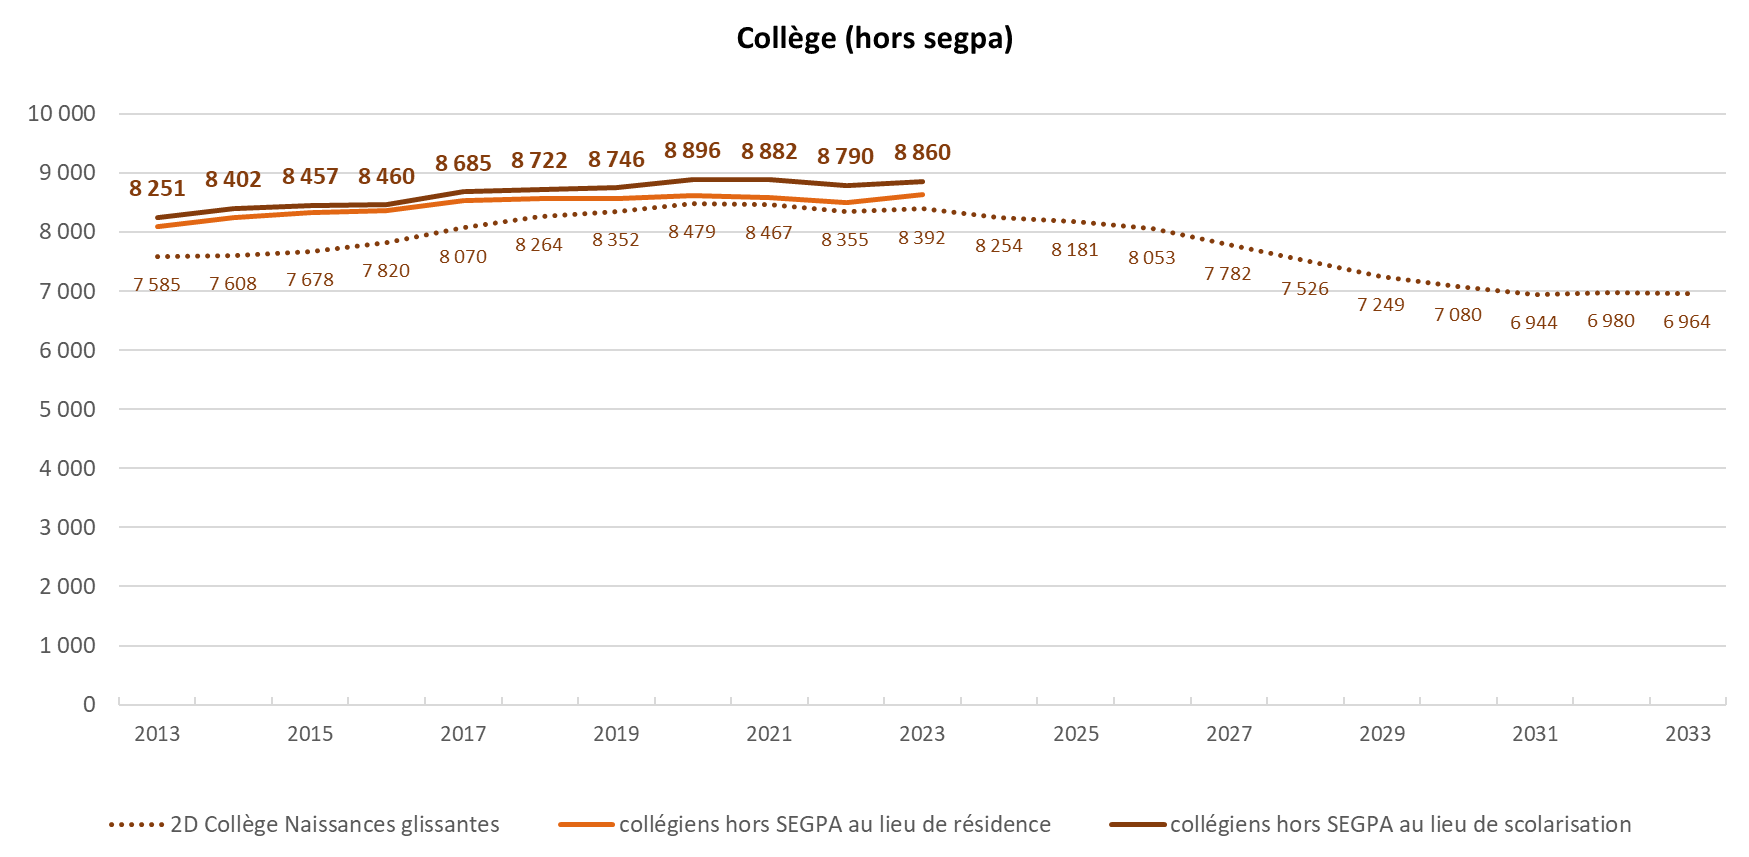 Collège (hors segpa)
10 000
9 000
8 000
7 000
6 000
5 000
4 000
3 000
2 000
1 000
0
8 251 8 402 8 457 8 460 8 685 8 722 8 746 8 896 8 882 8 790 8 860
7 585 7 608 7 678 7 820 8 070 8 264 8 352 8 479 8 467 8 355 8 392 8 254 8 181 8 053 7 782 7 526 7 249 7 080 6 944 6 980 6 964
2013 2015 2017 2019 2021 2023 2025 2027 2029 2031 2033
2D Collège Naissances glissantes collégiens hors SEGPA au lieu de résidence collégiens hors SEGPA au lieu de scolarisation